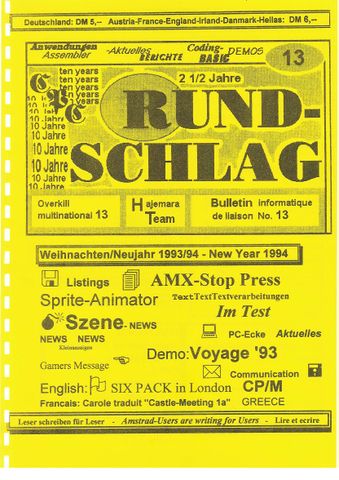 Deutschland: DM 5,-- Austria-France-England-Irland-Danmark-Hellas: DM 6,--
Anwendungen -Aktuelles Coding- DEMOS 13
Assembler BERICHTE BASIC
ten years
CPC ten years 2 1/2 Jahre
ten years
10 Jahre
10 Jahre
10 Jahre
10 Jahre
10 Jahre
10 Jahre
RUND-
SCHLAG
Overkill Hajemara Bulletin informatique
multinational 13 Team de liaison No. 13
Weihnachten/Neujahr 1993/94 - New Year 1994
Listings AMX-Stop Press
Sprite-Animator TextTextTextverarbeitungen
Im Test
Szene- NEWS
NEWS NEWS PC-Ecke Aktuelles
Kleinanzeigen
Demo:Voyage '93
Gamers Message
Communication
English: SIX PACK in London CP/M
Francais: Carole traduit "Castle-Meeting 1a" GREECE
Leser schreiben für Leser - Amstrad-Users are writing for Users - Lire et ecrire